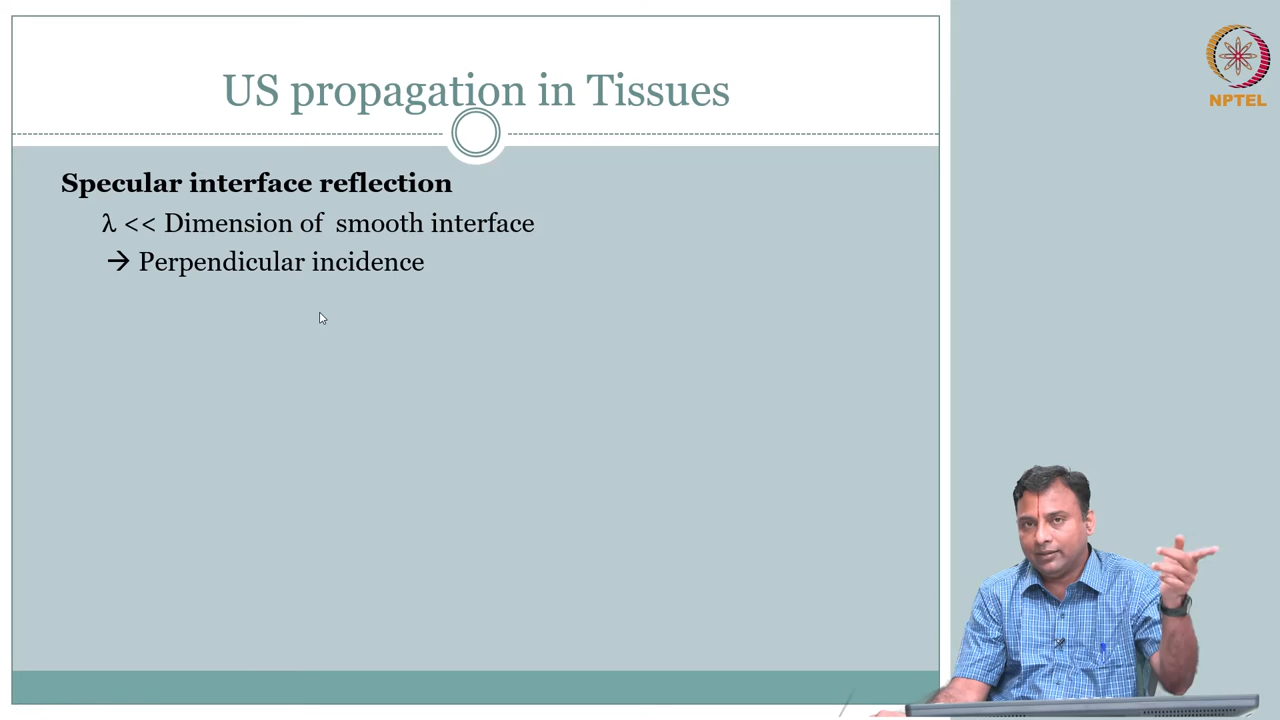 US propagation in Tissues
NPTEL
Specular interface reflection
λ << Dimension of smooth interface
→ Perpendicular incidence